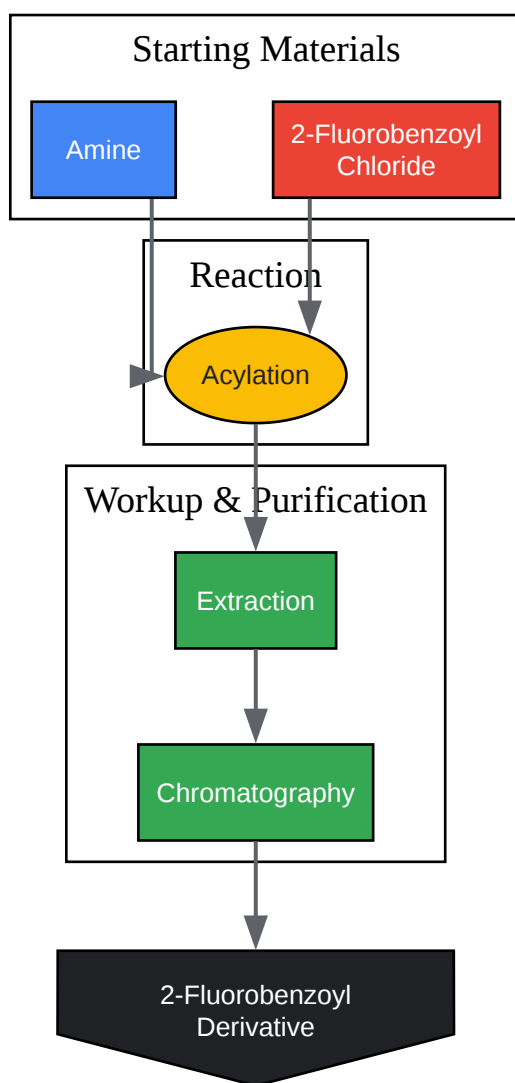 Starting Materials
Amine
2-Fluorobenzoyl
Chloride
Reaction
Acylation
Workup & Purification
Extraction
Chromatography
2-Fluorobenzoyl
Derivative